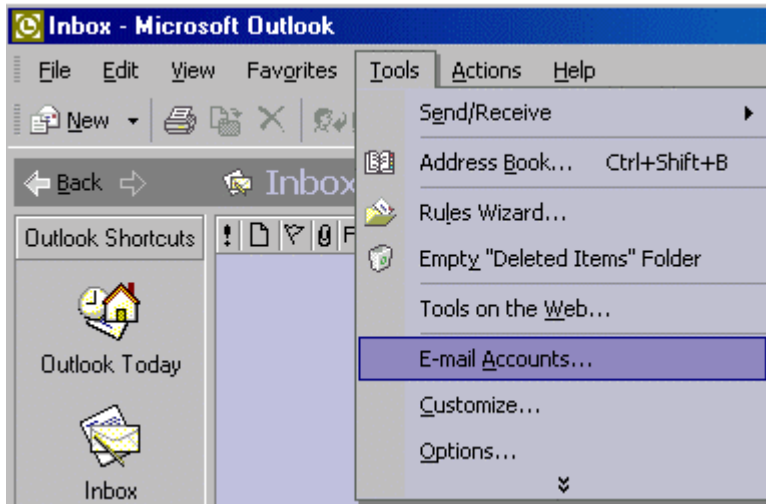 Inbox - Microsoft Outlook
File Edit View Favorites Tools Actions Help
New
Send/Receive
Address Book... Ctrl+Shift+B
Back
Inbox
Rules Wizard...
Outlook Shortcuts
! F
Empty "Deleted Items" Folder
Tools on the Web...
Outlook Today
E-mail Accounts...
Customize...
Options...
Inbox